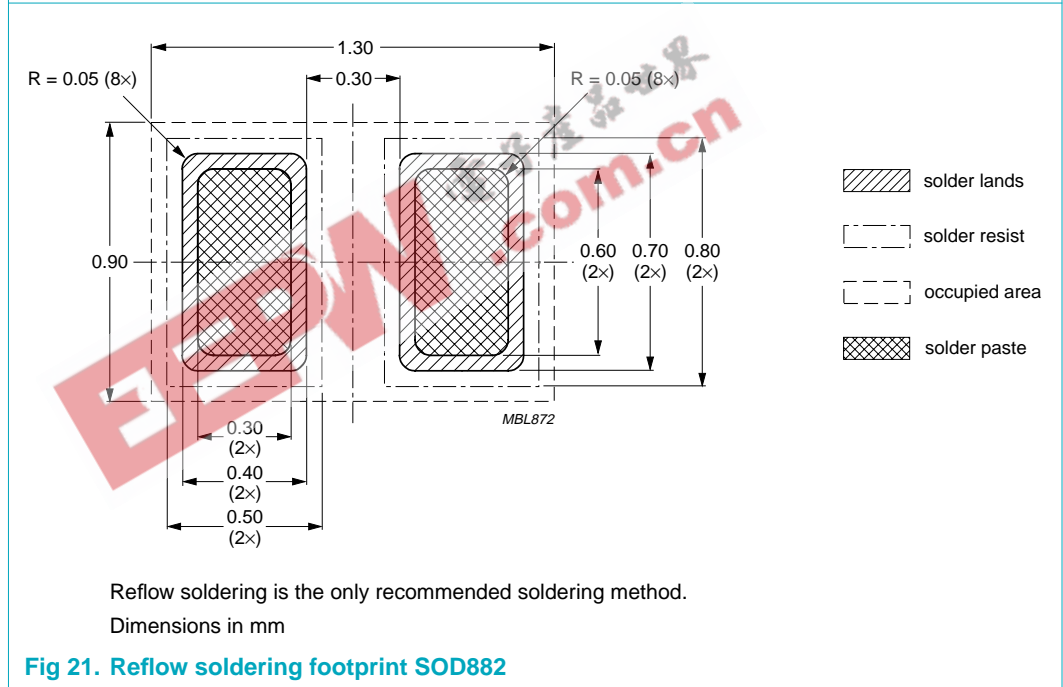 1.30
R = 0.05 (8×)
0.30
R = 0.05 (8×)
0.90
0.60
(2×)
0.70
(2×)
0.80
(2×)
solder lands
solder resist
occupied area
solder paste
MBL872
0.30
(2×)
0.40
(2×)
0.50
(2×)
EEPW
.com.cn
Reflow soldering is the only recommended soldering method.
Dimensions in mm
Fig 21. Reflow soldering footprint SOD882